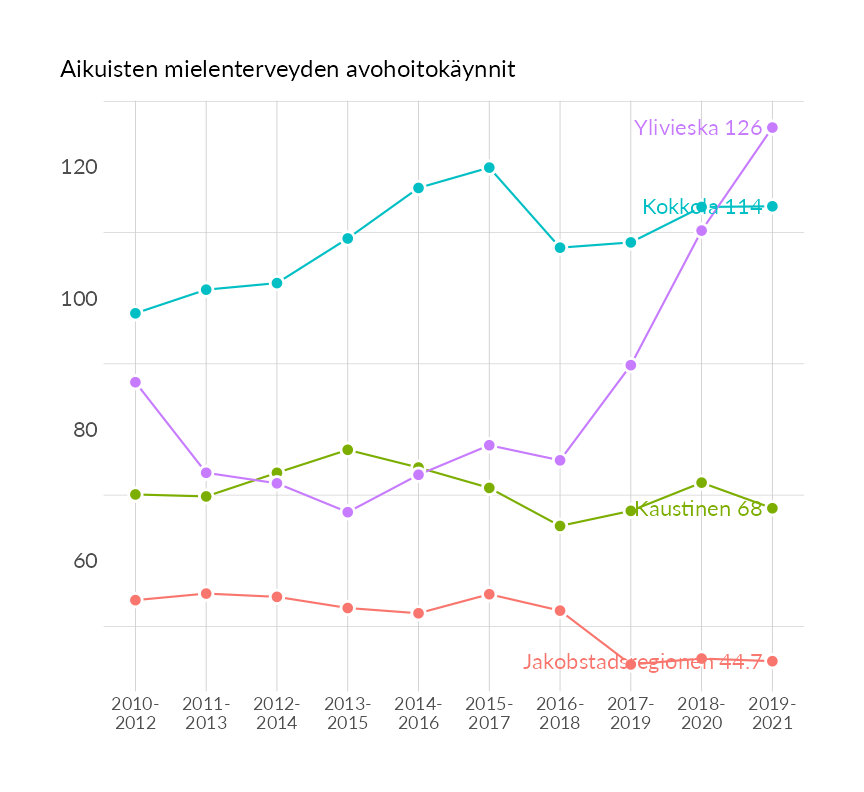 Aikuisten mielenterveyden avohoitokäynnit
Ylivieska 126
120
Kokkola 114
100
80
Kaustinen 68
60
Jakobstadsregionen 44.7
2010- 2011- 2012- 2013- 2014- 2015- 2016- 2017- 2018- 2019-
2012 2013 2014 2015 2016 2017 2018 2019 2020 2021